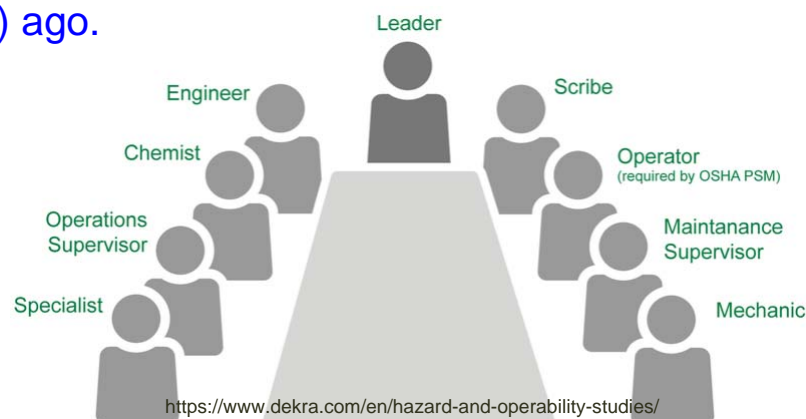 ) ago.
Leader
Engineer
Scribe
Chemist
Operator
(required by OSHA PSM)
Operations
Supervisor
Maintanance
Supervisor
Specialist
Mechanic
https://www.dekra.com/en/hazard-and-operability-studies/